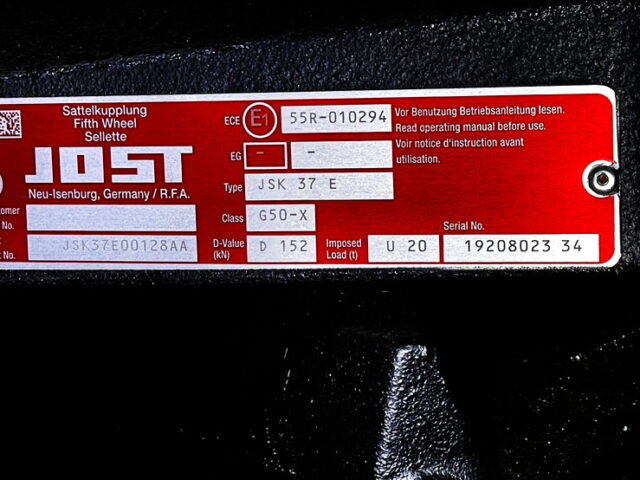 Sattelkupplung
Fifth Wheel
Sellette
JOST
Neu-Isenburg, Germany / R.F.A.
ECE E1 55R-010294
EG - -
Type JSK 37 E
Class G50-X
JSK37E00128AA
D-Value (kN) D 152
Imposed Load (t) U 20
Serial No.
19208023 34
Vor Benutzung Betriebsanleitung lesen.
Read operating manual before use.
Voir notice d'instruction avant
utilisation.
No.